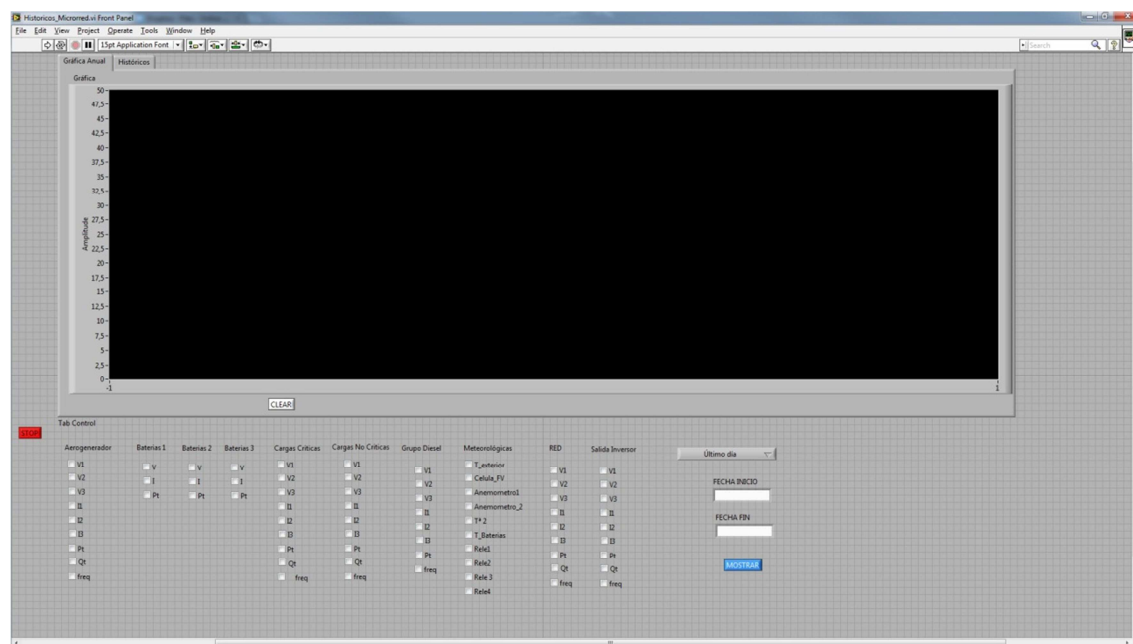 Historicos_Microrred.vi Front Panel
File Edit View Project Operate Tools Window Help
15pt Application Font
Search
Gráfica Anual Históricos
Gráfica
50
47,5
45
42,5
40
37,5
35
32,5
30
27,5
25
22,5
20
17,5
15
12,5
10
7,5
5
2,5
0
Amplitude
-1 1
CLEAR
Tab Control
STOP
Aerogenerador
V1
V2
V3
I1
I2
I3
Pt
Qt
freq
Baterias 1
V
I
Pt
Baterias 2
V
I
Pt
Baterias 3
V
I
Pt
Cargas Criticas
V1
V2
V3
I1
I2
I3
Pt
Qt
freq
Cargas No Criticas
V1
V2
V3
I1
I2
I3
Pt
Qt
freq
Grupo Diesel
V1
V2
V3
I1
I2
I3
Pt
freq
Meteorológicas
T_exterior
Celula_FV
Anemometro1
Anemometro_2
Tª 2
T_Baterias
Rele1
Rele2
Rele 3
Rele4
RED
V1
V2
V3
I1
I2
I3
Pt
Qt
freq
Salida Inversor
V1
V2
V3
I1
I2
I3
Pt
Qt
freq
Último dia
FECHA INICIO
FECHA FIN
MOSTRAR